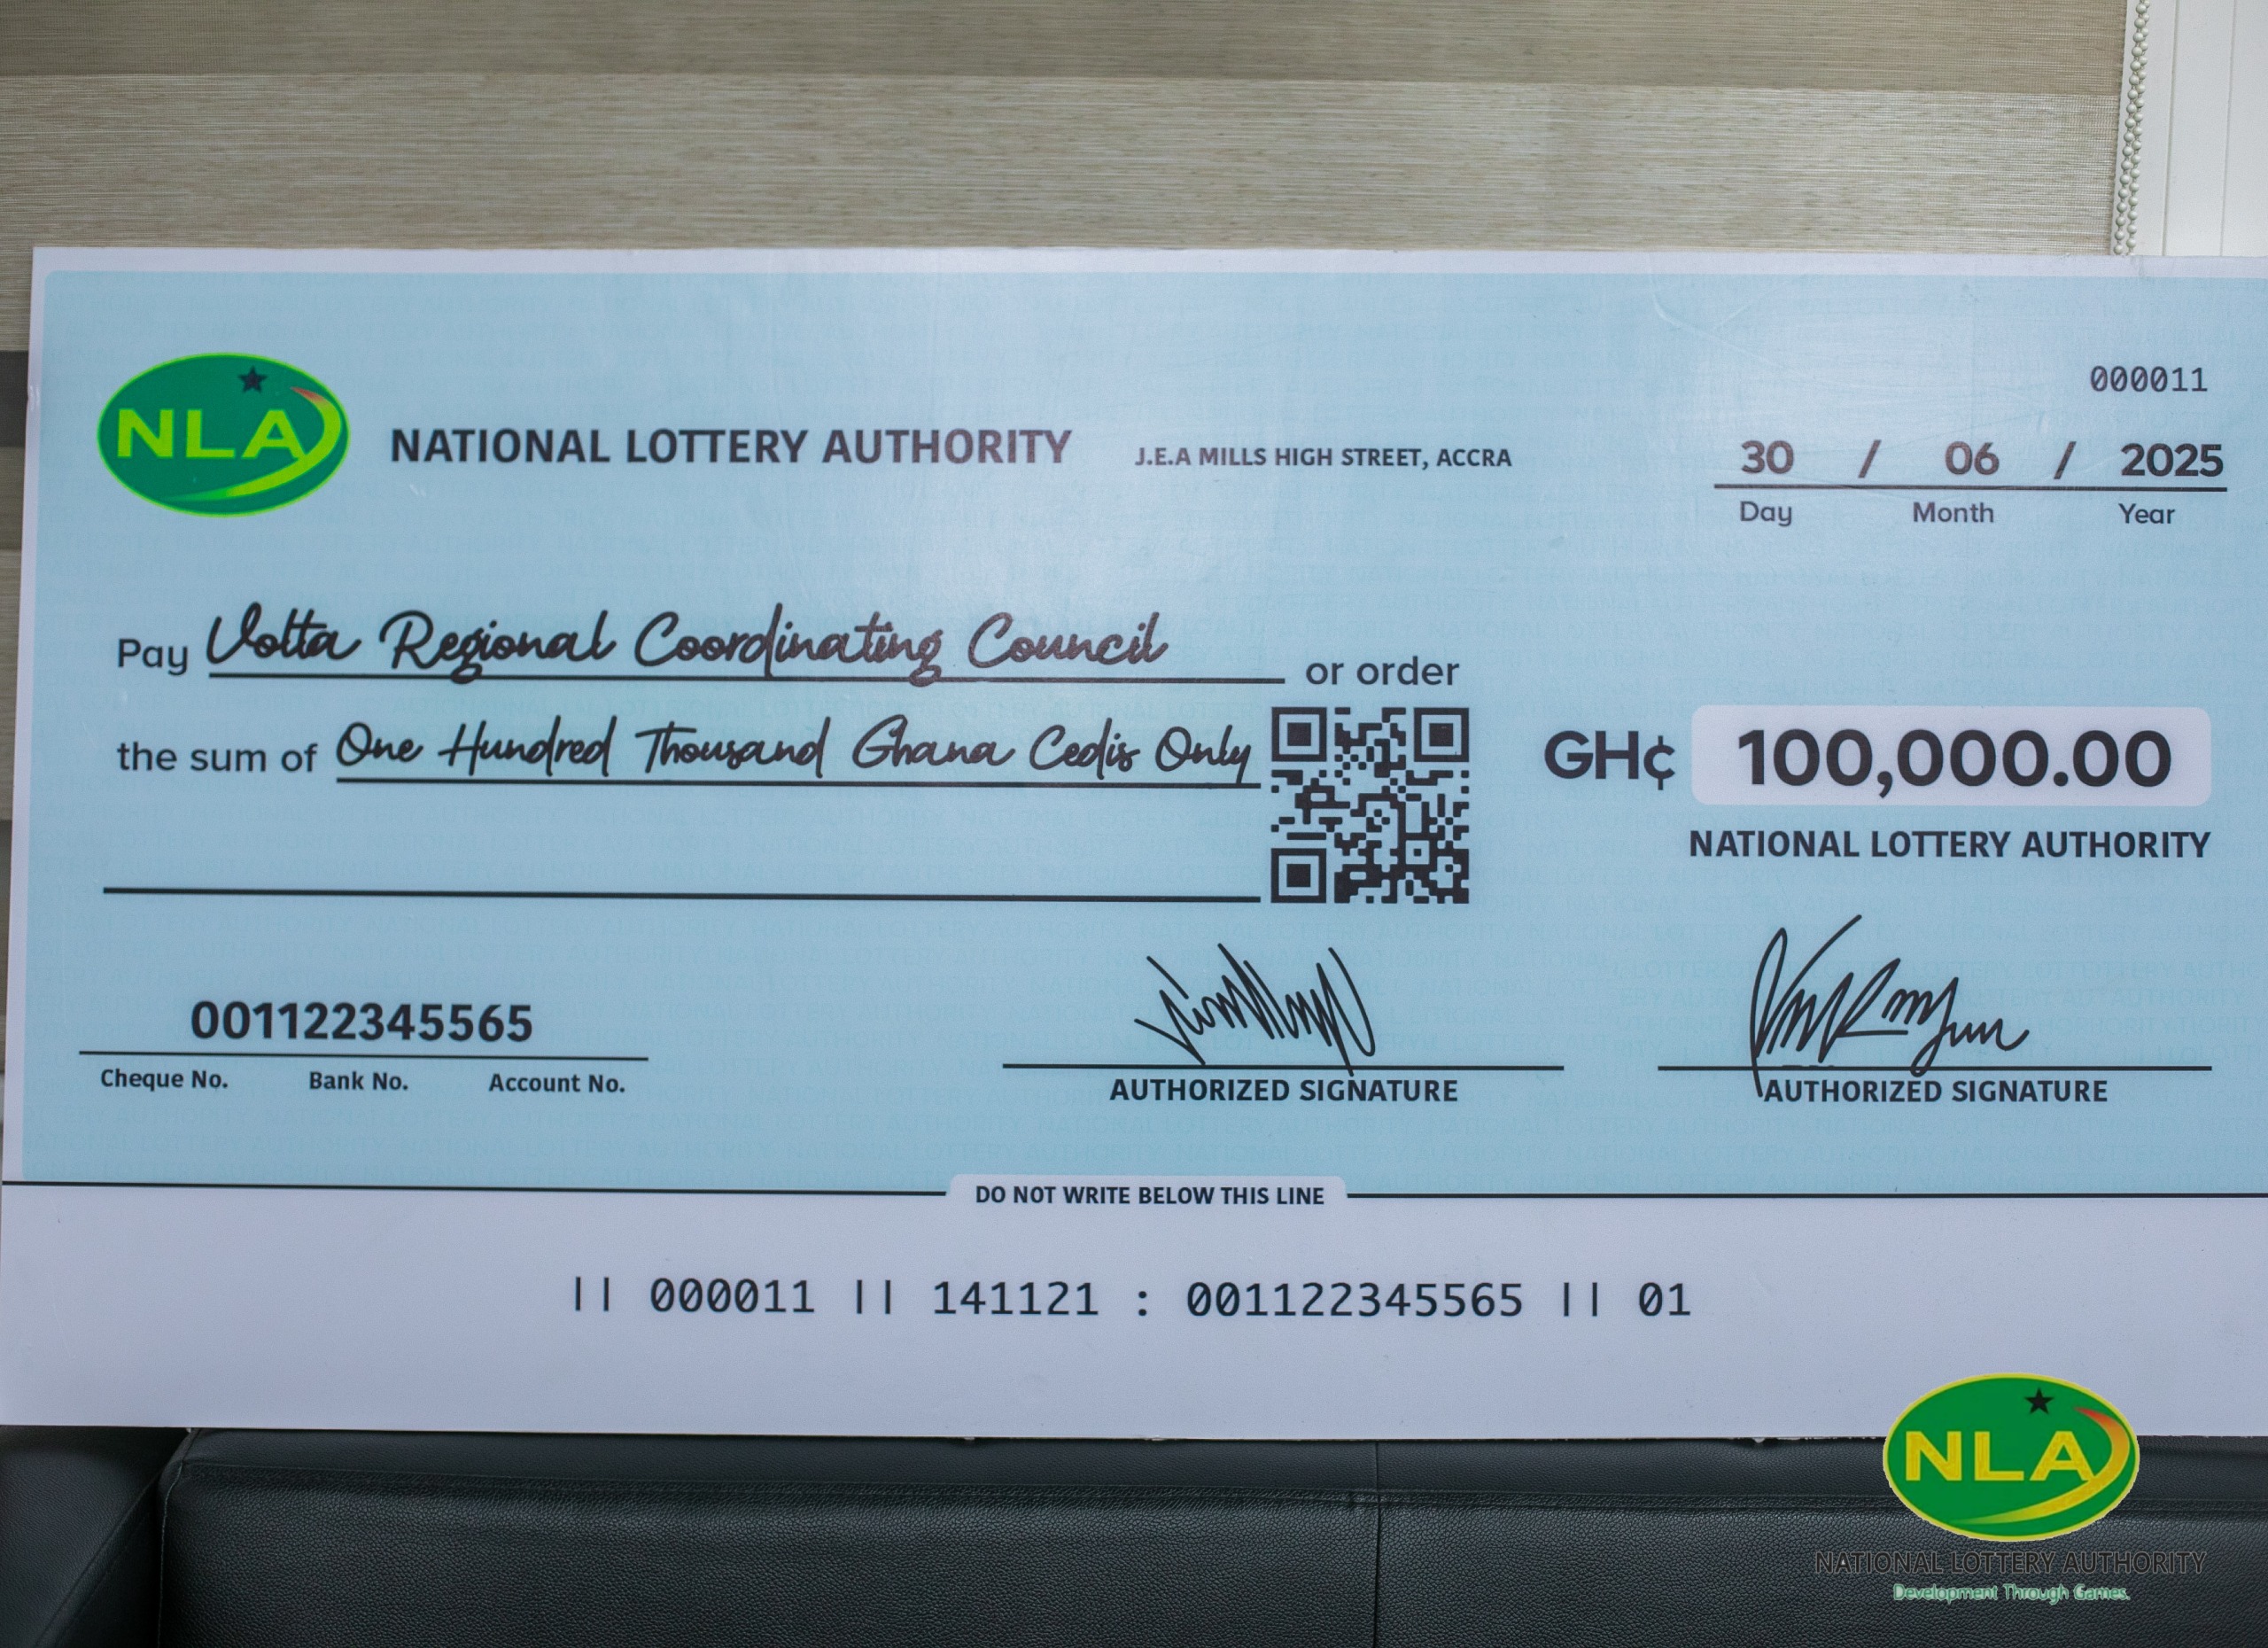 000011
NLA NATIONAL LOTTERY AUTHORITY J.E.A MILLS HIGH STREET, ACCRA
30 / 06 / 2025
Day Month Year
Pay Volta Regional Coordinating Council or order
the sum of One Hundred Thousand Ghana Cedis Only
GH¢ 100,000.00
NATIONAL LOTTERY AUTHORITY
001122345565
Cheque No. Bank No. Account No.
AUTHORIZED SIGNATURE
AUTHORIZED SIGNATURE
DO NOT WRITE BELOW THIS LINE
|| 000011 || 141121 : 001122345565 || 01
NLA
NATIONAL LOTTERY AUTHORITY
Development Through Games.